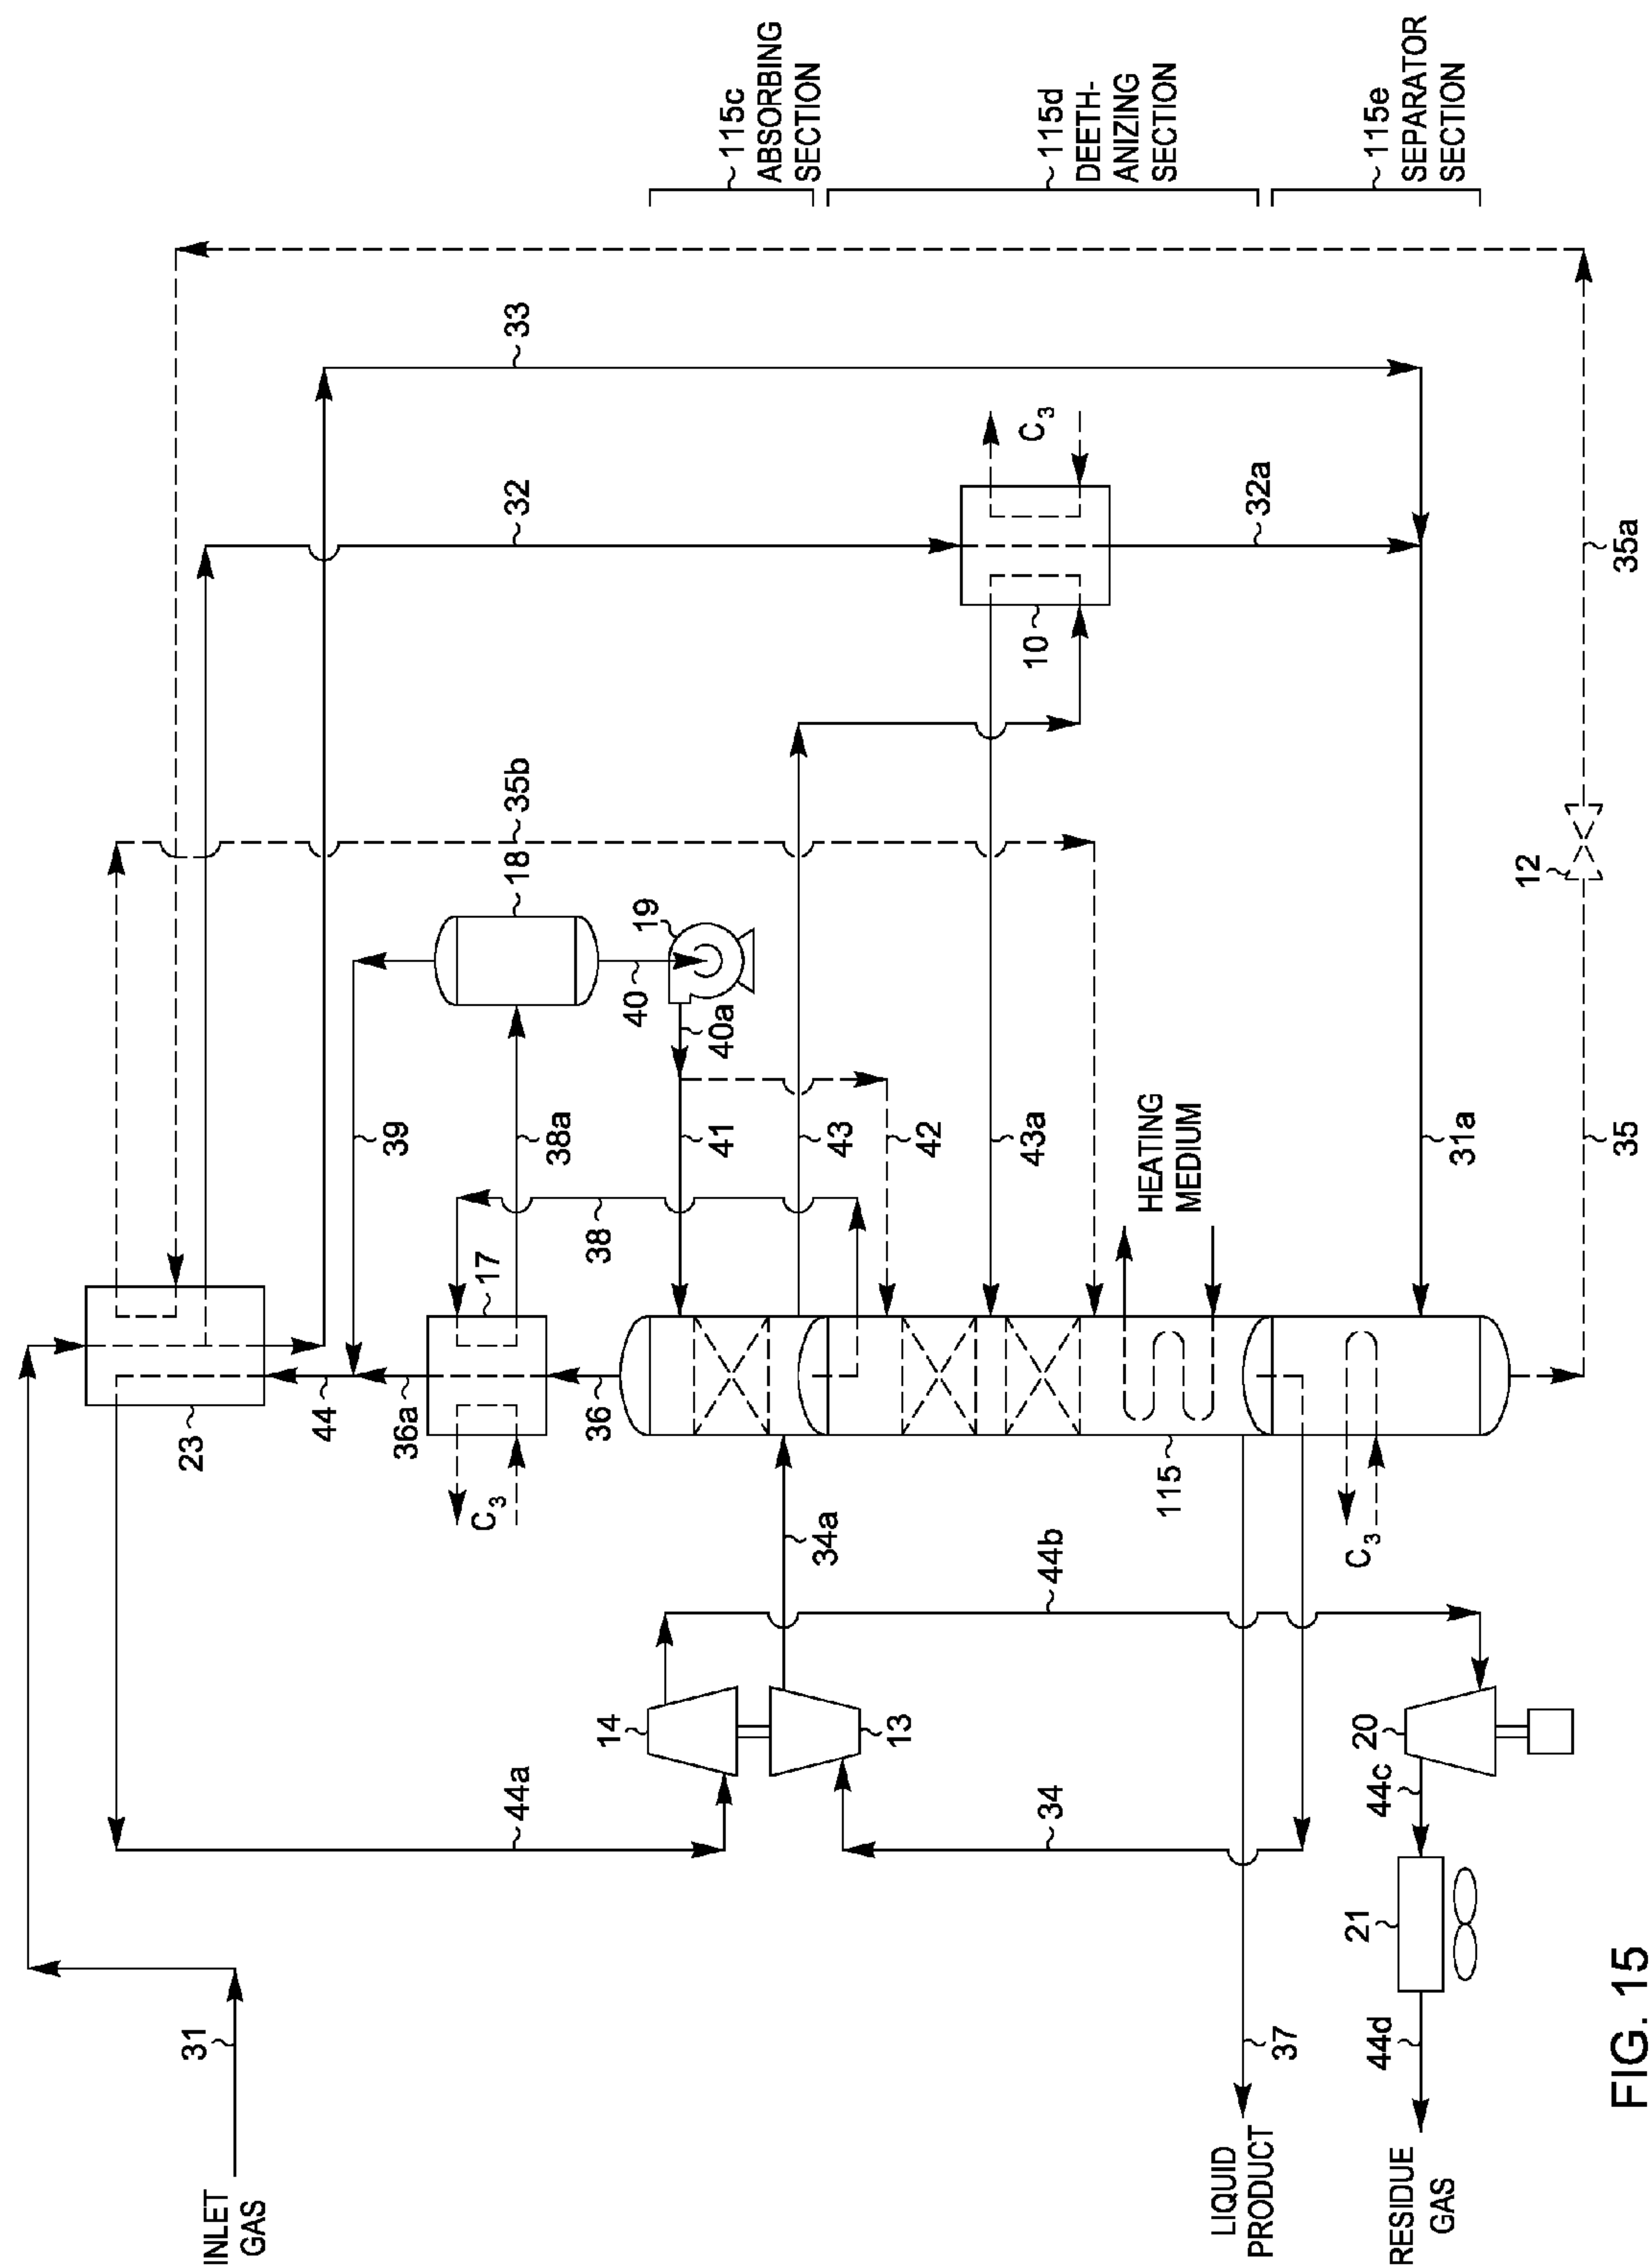 INLET
GAS
31
44a
23
44
39
36a
17
C3
38a
38
36
18
35b
19
40
40a
41
43
42
43a
32
33
10
C3
32a
115c
ABSORBING
SECTION
115d
DEETH-
ANIZING
SECTION
115e
SEPARATOR
SECTION
14
13
34a
44b
34
HEATING
MEDIUM
115
C3
31a
12
35
35a
LIQUID
PRODUCT
37
RESIDUE
GAS
44d
21
44c
20
FIG. 15